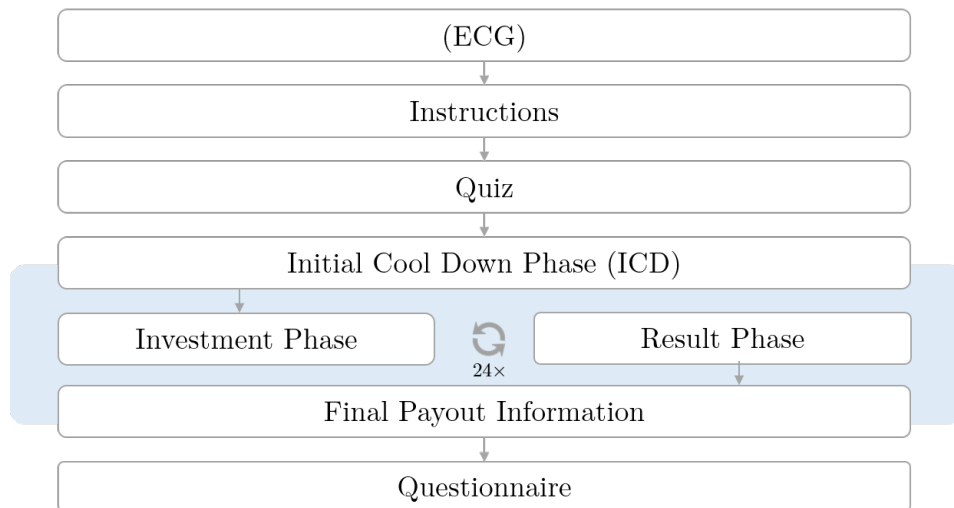 (ECG)
Instructions
Quiz
Initial Cool Down Phase (ICD)
Investment Phase
24×
Result Phase
Final Payout Information
Questionnaire